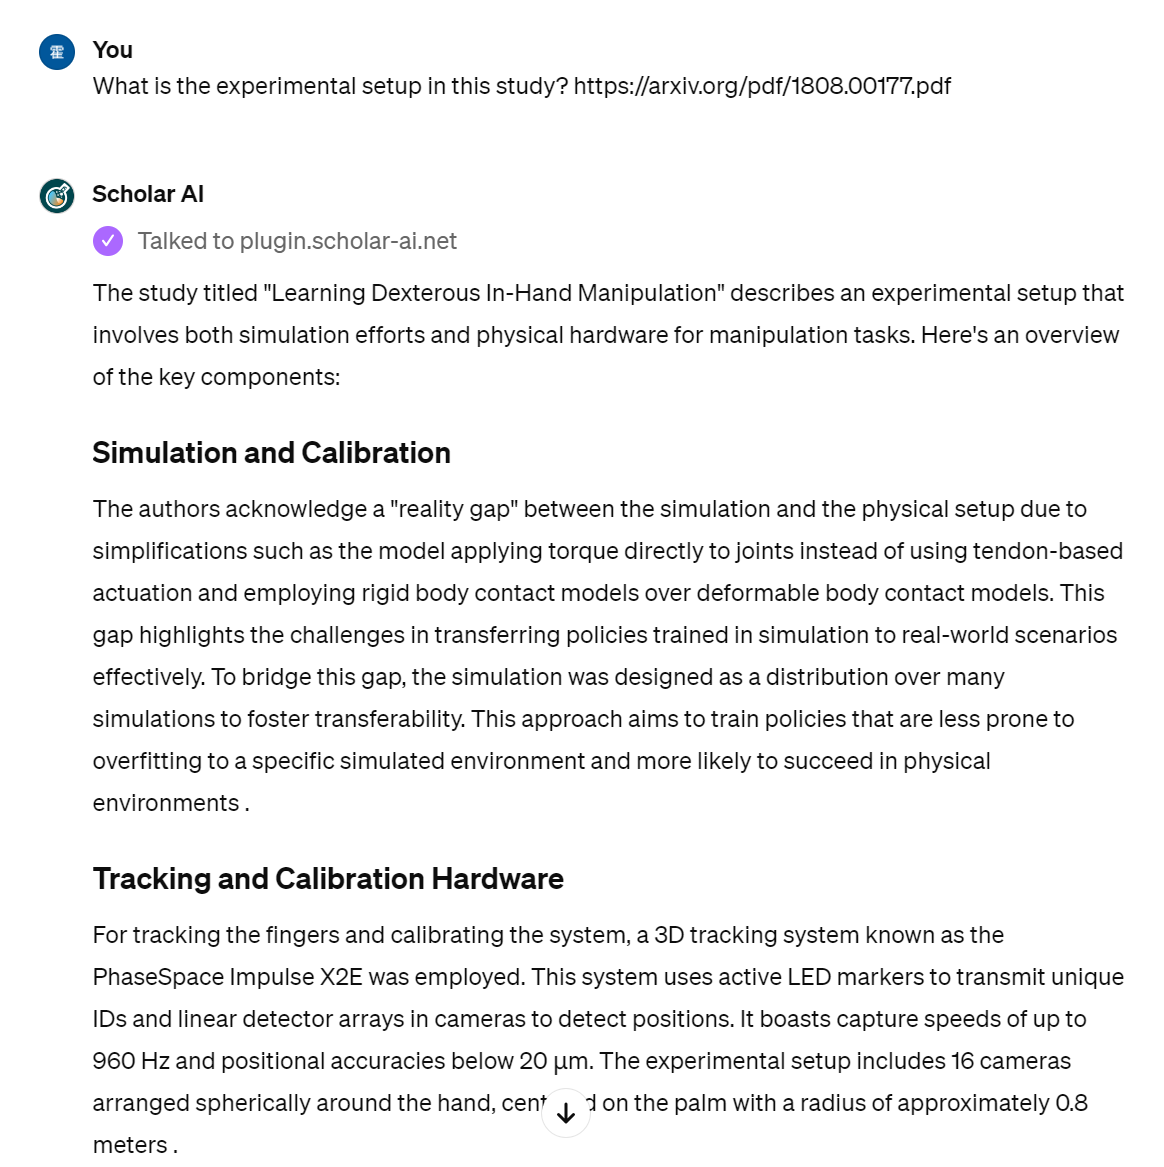 霍
You
What is the experimental setup in this study? https://arxiv.org/pdf/1808.00177.pdf
Scholar AI
Talked to plugin.scholar-ai.net
The study titled "Learning Dexterous In-Hand Manipulation" describes an experimental setup that
involves both simulation efforts and physical hardware for manipulation tasks. Here's an overview
of the key components:
Simulation and Calibration
The authors acknowledge a "reality gap" between the simulation and the physical setup due to
simplifications such as the model applying torque directly to joints instead of using tendon-based
actuation and employing rigid body contact models over deformable body contact models. This
gap highlights the challenges in transferring policies trained in simulation to real-world scenarios
effectively. To bridge this gap, the simulation was designed as a distribution over many
simulations to foster transferability. This approach aims to train policies that are less prone to
overfitting to a specific simulated environment and more likely to succeed in physical
environments .
Tracking and Calibration Hardware
For tracking the fingers and calibrating the system, a 3D tracking system known as the
PhaseSpace Impulse X2E was employed. This system uses active LED markers to transmit unique
IDs and linear detector arrays in cameras to detect positions. It boasts capture speeds of up to
960 Hz and positional accuracies below 20 μm. The experimental setup includes 16 cameras
arranged spherically around the hand, on the palm with a radius of approximately 0.8
meters .